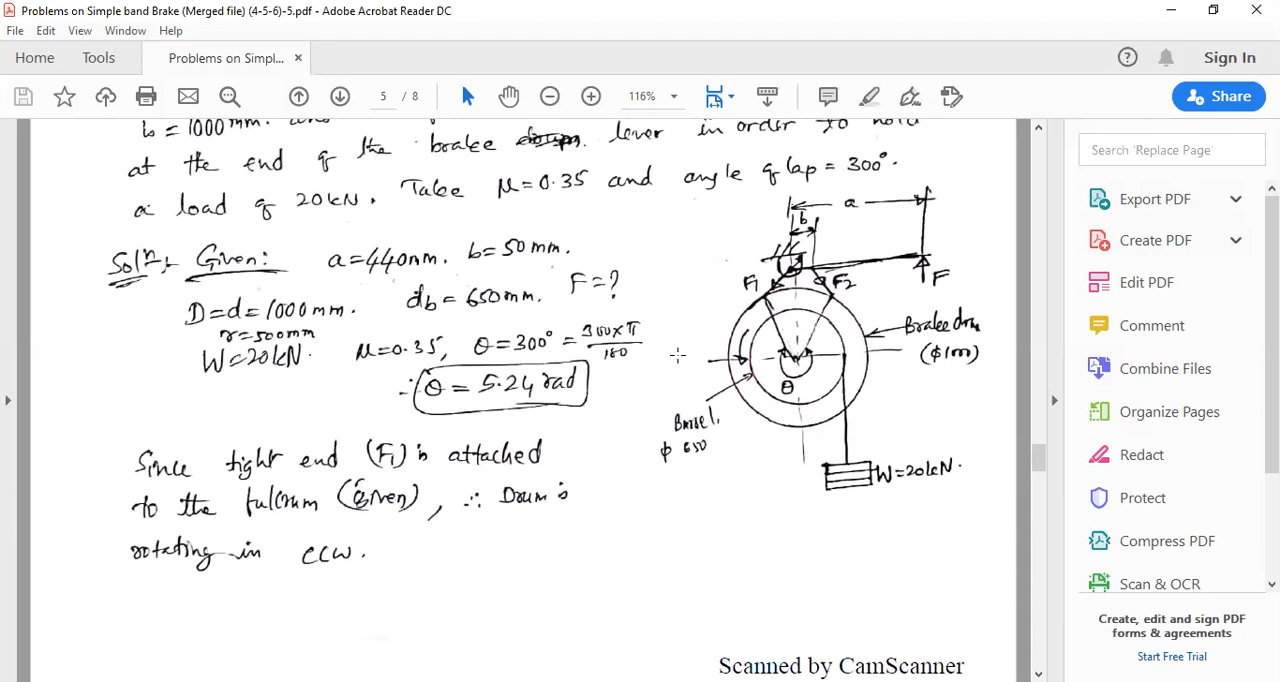 Problems on Simple band Brake (Merged file) (4-5-6)-5.pdf - Adobe Acrobat Reader DC
File Edit View Window Help
Home Tools Problems on Simpl... × Sign In
5 / 8 116% Share
b = 1000 mm.
at the end of the brake lever in order to hold
a load of 20kN. Take μ=0.35 and angle of lap = 300°.
Soln:- Given: a=440mm. b=50mm.
D=d=1000mm. db=650mm. F=?
r=500mm
W=20kN. μ=0.35, θ=300° = 300×π/180
∴ θ = 5.24 rad
Since tight end (F1) is attached
to the fulcrum (given), ∴ Drum is
rotating in CCW.
a
b
F1 F2 F
Brake drum
(ϕ1000)
θ
Barrel.
ϕ 650
W=20kN.
Scanned by CamScanner
Search 'Replace Page'
Export PDF
Create PDF
Edit PDF
Comment
Combine Files
Organize Pages
Redact
Protect
Compress PDF
Scan & OCR
Create, edit and sign PDF
forms & agreements
Start Free Trial